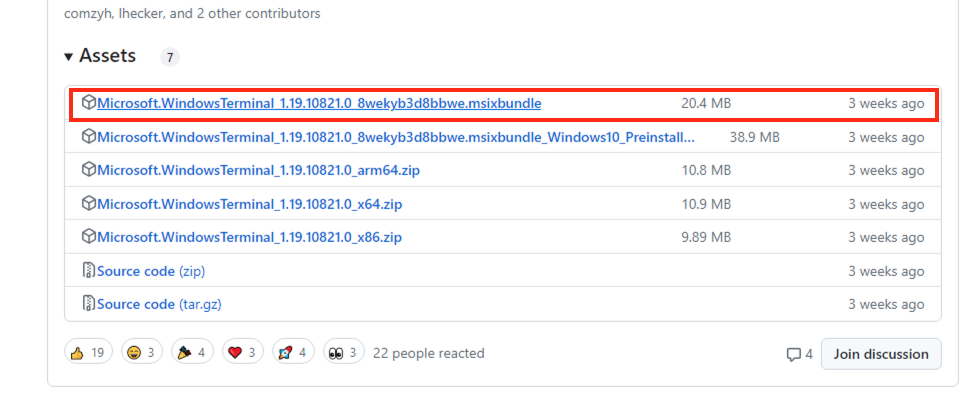 comzyh, lhecker, and 2 other contributors
Assets 7
Microsoft.WindowsTerminal_1.19.10821.0_8wekyb3d8bbwe.msixbundle 20.4 MB 3 weeks ago
Microsoft.WindowsTerminal_1.19.10821.0_8wekyb3d8bbwe.msixbundle_Windows10_Preinstall... 38.9 MB 3 weeks ago
Microsoft.WindowsTerminal_1.19.10821.0_arm64.zip 10.8 MB 3 weeks ago
Microsoft.WindowsTerminal_1.19.10821.0_x64.zip 10.9 MB 3 weeks ago
Microsoft.WindowsTerminal_1.19.10821.0_x86.zip 9.89 MB 3 weeks ago
Source code (zip) 3 weeks ago
Source code (tar.gz) 3 weeks ago
19 3 4 3 4 3 22 people reacted 4 Join discussion